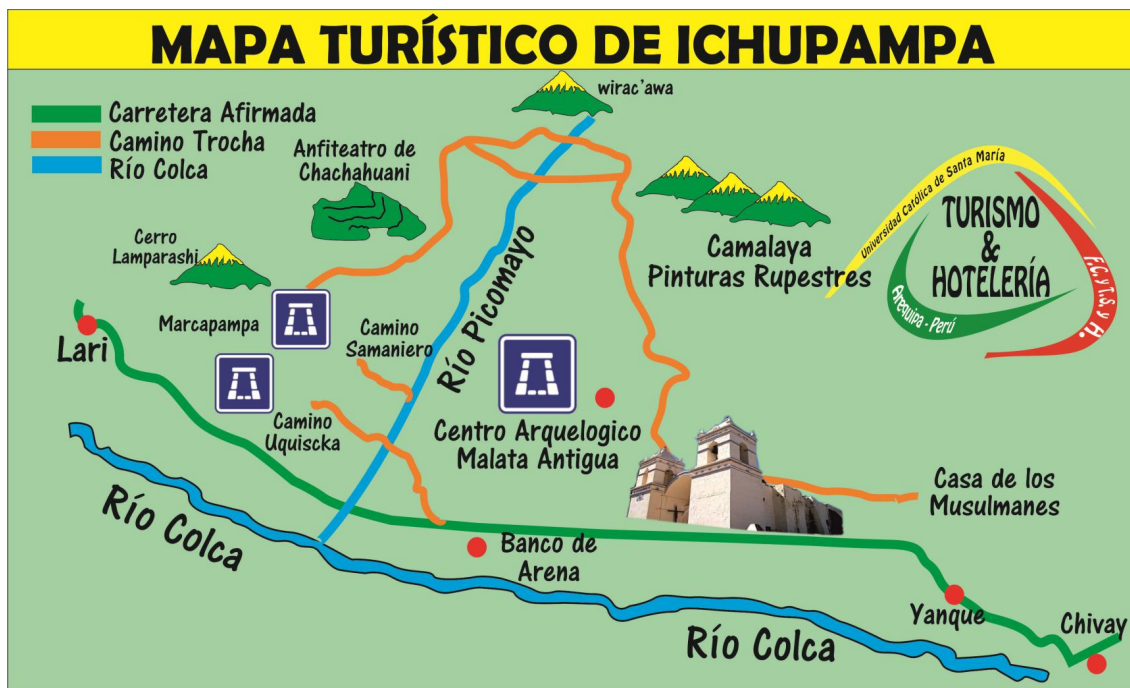 MAPA TURÍSTICO DE ICHUPAMPA
Carretera Afirmada
Camino Trocha
Río Colca
wirac'awa
Anfiteatro de
Chachahuani
Cerro
Lamparashi
Camalaya
Pinturas Rupestres
Universidad Católica de Santa María
TURISMO
&
HOTELERÍA
Arequipa - Perú
F.C. y T.S. y H.
Marcapampa
Camino
Samaniero
Río Picomayo
Lari
Camino
Uquiscka
Centro Arquelogico
Malata Antigua
Casa de los
Musulmanes
Río Colca
Banco de
Arena
Yanque
Chivay
Río Colca